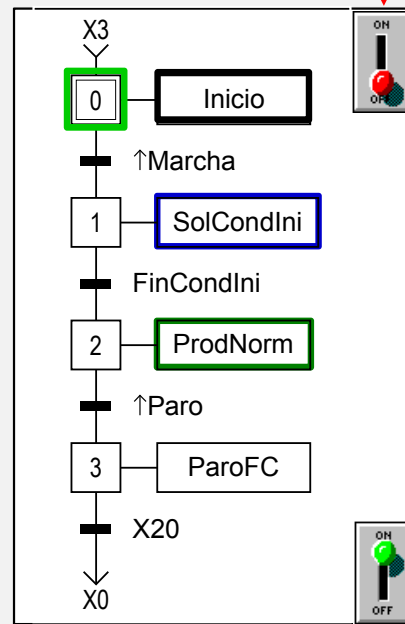 X3
ON
0
Inicio
OFF
↑Marcha
1
SolCondIni
FinCondIni
2
ProdNorm
↑Paro
3
ParoFC
X20
ON
X0
OFF